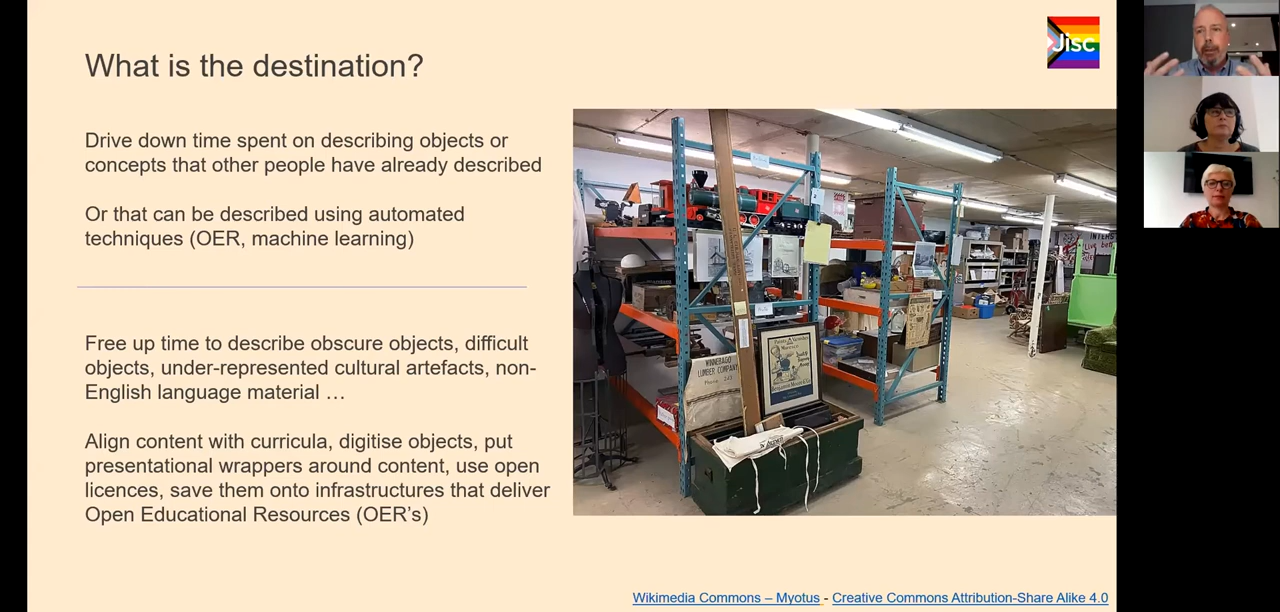 What is the destination?
Jisc
Drive down time spent on describing objects or
concepts that other people have already described
Or that can be described using automated
techniques (OER, machine learning)
Free up time to describe obscure objects, difficult
objects, under-represented cultural artefacts, non-
English language material …
Align content with curricula, digitise objects, put
presentational wrappers around content, use open
licences, save them onto infrastructures that deliver
Open Educational Resources (OER's)
WINNEBAGO
LUMBER COMPANY
Wikimedia Commons – Myotus - Creative Commons Attribution-Share Alike 4.0